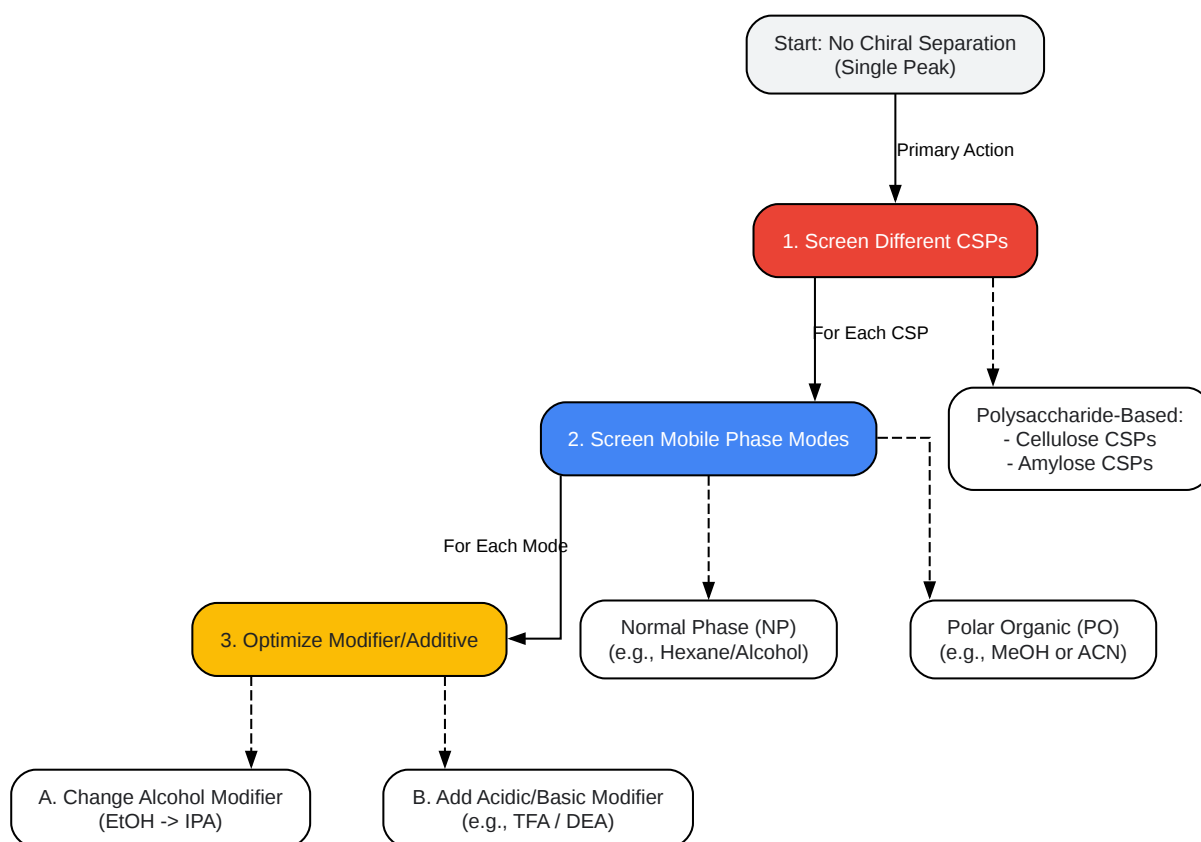 Start: No Chiral Separation
(Single Peak)
Primary Action
1. Screen Different CSPs
For Each CSP
Polysaccharide-Based:
- Cellulose CSPs
- Amylose CSPs
2. Screen Mobile Phase Modes
For Each Mode
Normal Phase (NP)
(e.g., Hexane/Alcohol)
Polar Organic (PO)
(e.g., MeOH or ACN)
3. Optimize Modifier/Additive
A. Change Alcohol Modifier
(EtOH -> IPA)
B. Add Acidic/Basic Modifier
(e.g., TFA / DEA)